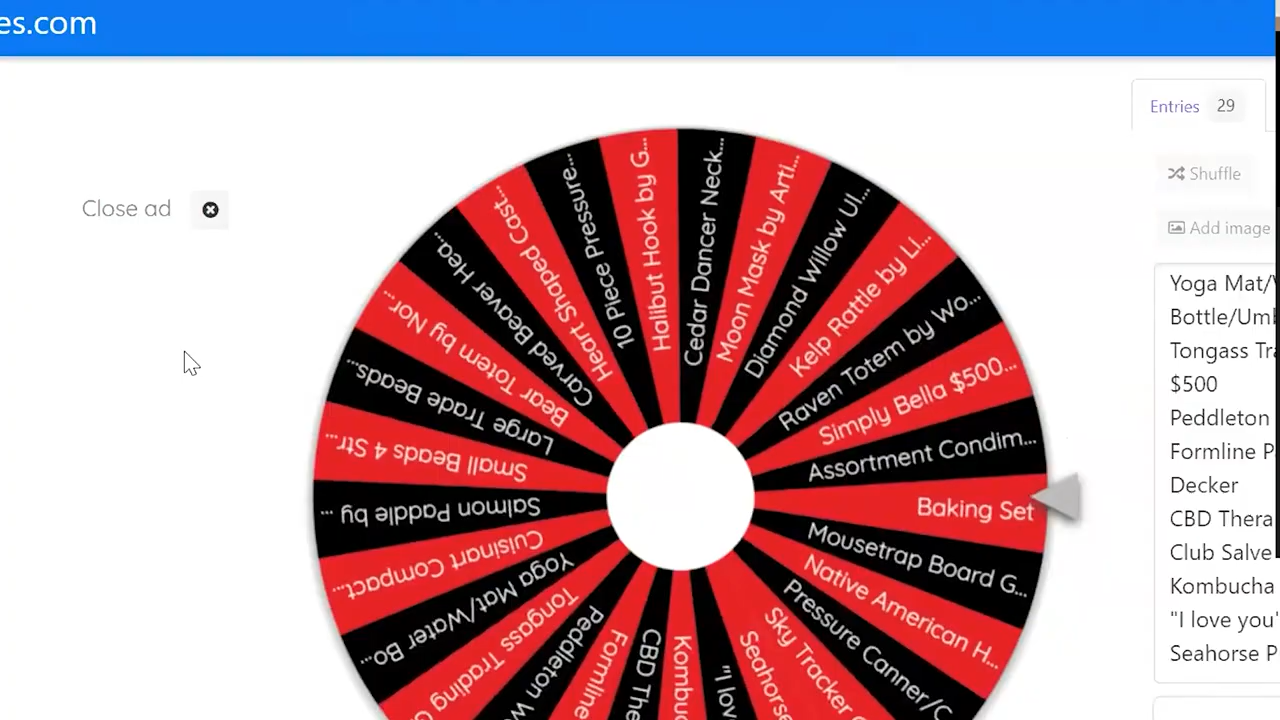 es.com
Entries 29
Close ad
Shuffle
Add image
Yoga Mat/
Bottle/Um
Tongass Tr
$500
Peddleton
Formline P
Decker
CBD Thera
Club Salve
Kombucha
"I love you"
Seahorse P
Cedar Dancer Neck...
Moon Mask by Arti...
Diamond Willow Ul...
Kelp Rattle by Li...
Raven Totem by Wo...
Simply Bella $500...
Assortment Condim...
Baking Set
Mousetrap Board G...
Native American H...
Pressure Canner/C
Sky Tracker
Seahorse
"I lov
Kombuc
CBD The
Formline
Peddleton W
Tongass Trading
Yoga Mat/Water Bo...
Cuisinart Compact...
Salmon Paddle by ...
Small Beads 4 Str...
Large Trade Beads...
Bear Totem by Nor...
Carved Beaver Hea...
Heart Shaped Cast...
10 Piece Pressure...
Halibut Hook by G...